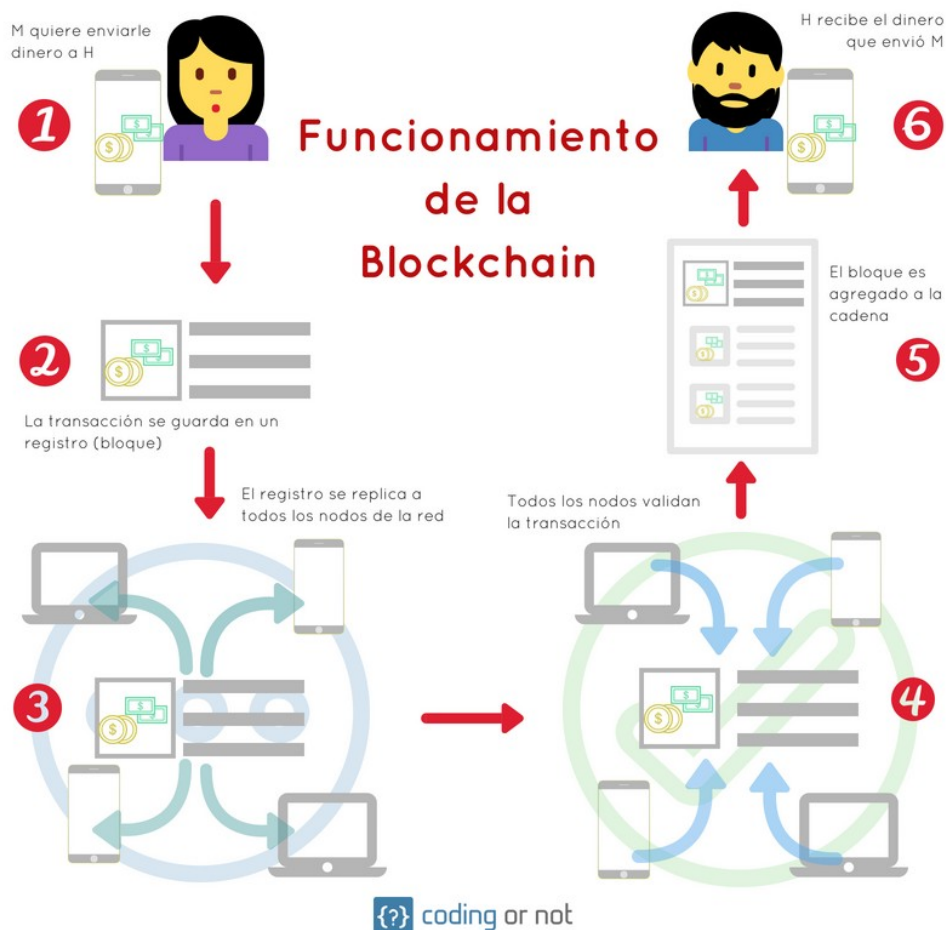 M quiere enviarle
dinero a H
1
Funcionamiento
de la
Blockchain
H recibe el dinero
que envió M
6
2
La transacción se guarda en un
registro (bloque)
El bloque es
agregado a la
cadena
5
El registro se replica a
todos los nodos de la red
3
Todos los nodos validan
la transacción
4
{?} coding or not